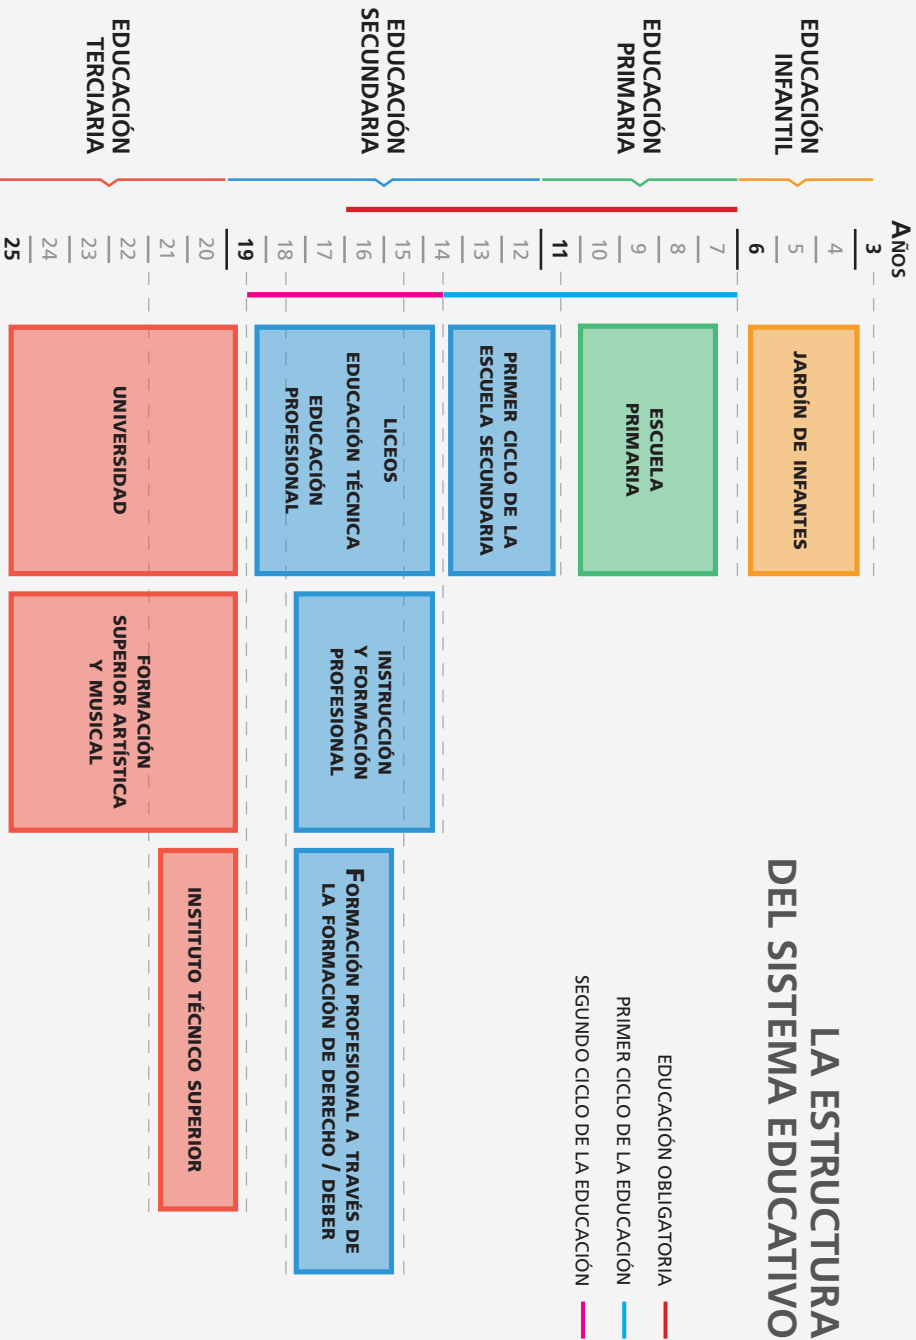 LA ESTRUCTURA
DEL SISTEMA EDUCATIVO
EDUCACIÓN OBLIGATORIA
PRIMER CICLO DE LA EDUCACIÓN
SEGUNDO CICLO DE LA EDUCACIÓN
AÑOS
3
4
5
6
7
8
9
10
11
12
13
14
15
16
17
18
19
20
21
22
23
24
25
EDUCACIÓN
INFANTIL
JARDÍN DE INFANTES
EDUCACIÓN
PRIMARIA
ESCUELA
PRIMARIA
EDUCACIÓN
SECUNDARIA
PRIMER CICLO DE LA
ESCUELA SECUNDARIA
LICEOS
EDUCACIÓN TÉCNICA
EDUCACIÓN
PROFESIONAL
INSTRUCCIÓN
Y FORMACIÓN
PROFESIONAL
FORMACIÓN PROFESIONAL A TRAVÉS DE
LA FORMACIÓN DE DERECHO / DEBER
EDUCACIÓN
TERCIARIA
UNIVERSIDAD
FORMACIÓN
SUPERIOR ARTÍSTICA
Y MUSICAL
INSTITUTO TÉCNICO SUPERIOR